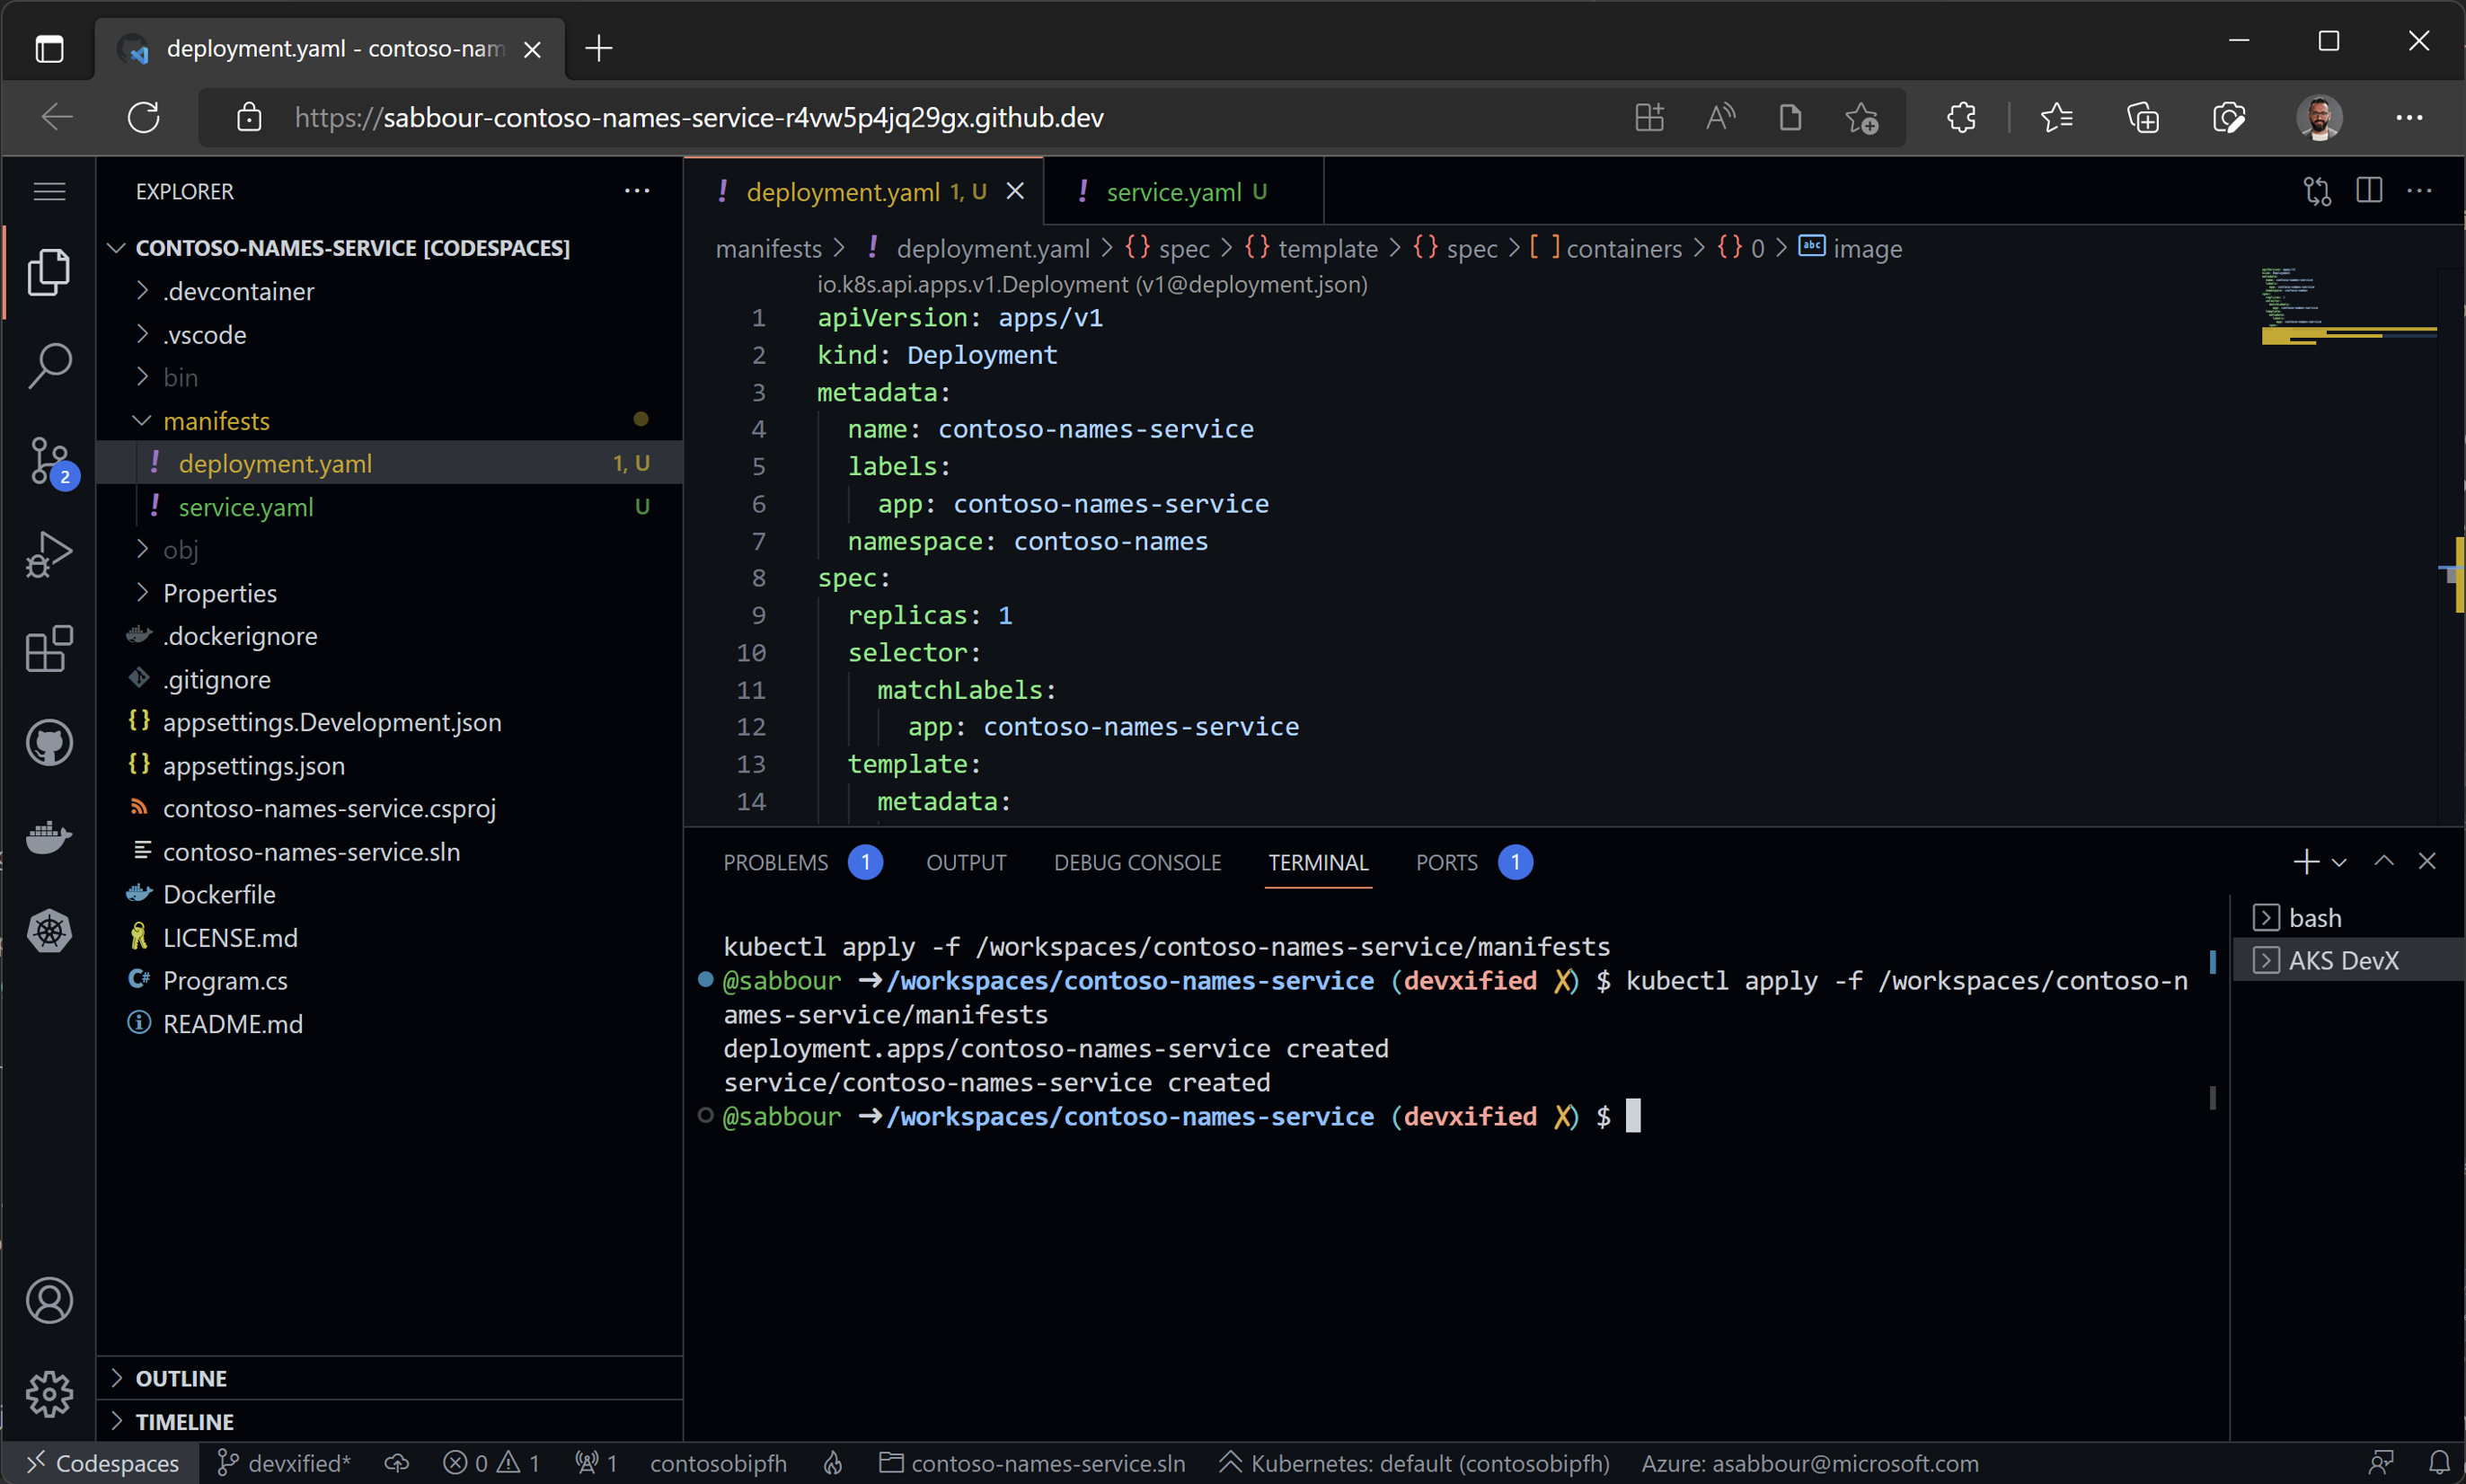 deployment.yaml - contoso-nam
https://sabbour-contoso-names-service-r4vw5p4jq29gx.github.dev
EXPLORER
CONTOSO-NAMES-SERVICE [CODESPACES]
.devcontainer
.vscode
bin
manifests
deployment.yaml 1, U
service.yaml U
obj
Properties
.dockerignore
.gitignore
appsettings.Development.json
appsettings.json
contoso-names-service.csproj
contoso-names-service.sln
Dockerfile
LICENSE.md
Program.cs
README.md
OUTLINE
TIMELINE
2
deployment.yaml 1, U
service.yaml U
manifests > ! deployment.yaml > {} spec > {} template > {} spec > [ ] containers > {} 0 > abc image
io.k8s.api.apps.v1.Deployment (v1@deployment.json)
1 apiVersion: apps/v1
2 kind: Deployment
3 metadata:
4 name: contoso-names-service
5 labels:
6 app: contoso-names-service
7 namespace: contoso-names
8 spec:
9 replicas: 1
10 selector:
11 matchLabels:
12 app: contoso-names-service
13 template:
14 metadata:
PROBLEMS 1 OUTPUT DEBUG CONSOLE TERMINAL PORTS 1
kubectl apply -f /workspaces/contoso-names-service/manifests
@sabbour ➜/workspaces/contoso-names-service (devxified ✗) $ kubectl apply -f /workspaces/contoso-n
ames-service/manifests
deployment.apps/contoso-names-service created
service/contoso-names-service created
@sabbour ➜/workspaces/contoso-names-service (devxified ✗) $
bash
AKS DevX
Codespaces devxified* 0 1 1 contosobipfh contoso-names-service.sln Kubernetes: default (contosobipfh) Azure: asabbour@microsoft.com